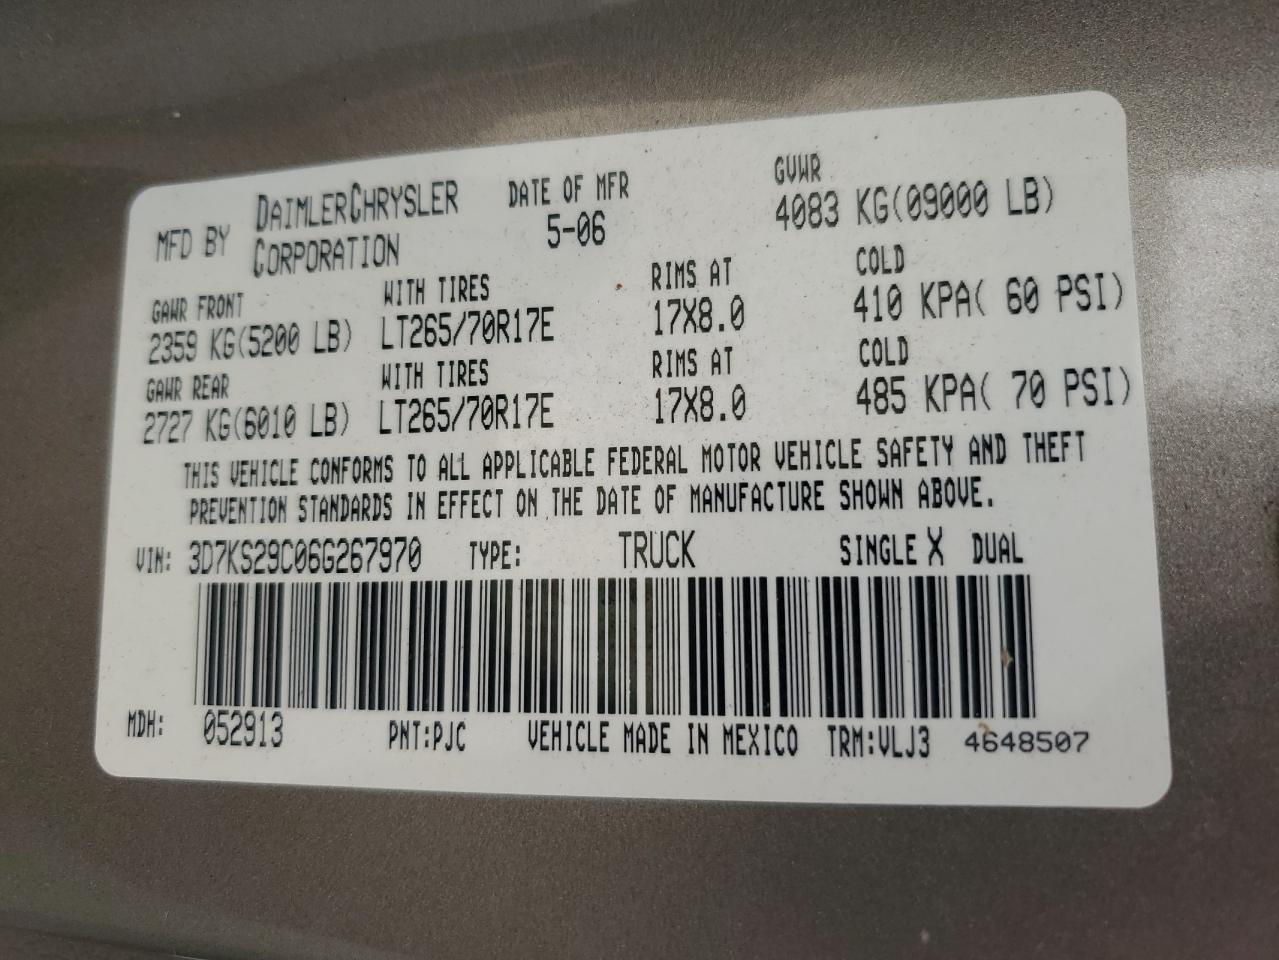 MFD BY DAIMLERCHRYSLER CORPORATION DATE OF MFR 5-06 GVWR 4083 KG(09000 LB)
GAWR FRONT WITH TIRES RIMS AT COLD
2359 KG(5200 LB) LT265/70R17E 17X8.0 410 KPA( 60 PSI)
GAWR REAR WITH TIRES RIMS AT COLD
2727 KG(6010 LB) LT265/70R17E 17X8.0 485 KPA( 70 PSI)
THIS VEHICLE CONFORMS TO ALL APPLICABLE FEDERAL MOTOR VEHICLE SAFETY AND THEFT
PREVENTION STANDARDS IN EFFECT ON THE DATE OF MANUFACTURE SHOWN ABOVE.
VIN: 3D7KS29C06G267970 TYPE: TRUCK SINGLE X DUAL
MDH: 052913 PNT:PJC VEHICLE MADE IN MEXICO TRM:VLJ3 4648507